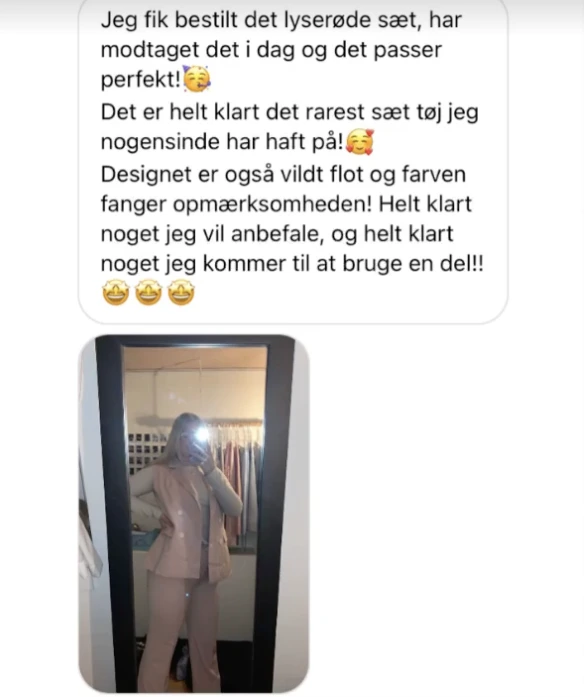 Jeg fik bestilt det lyserøde sæt, har
modtaget det i dag og det passer
perfekt!🥳
Det er helt klart det rarest sæt tøj jeg
nogensinde har haft på!🥰
Designet er også vildt flot og farven
fanger opmærksomheden! Helt klart
noget jeg vil anbefale, og helt klart
noget jeg kommer til at bruge en del!!
🤩🤩🤩